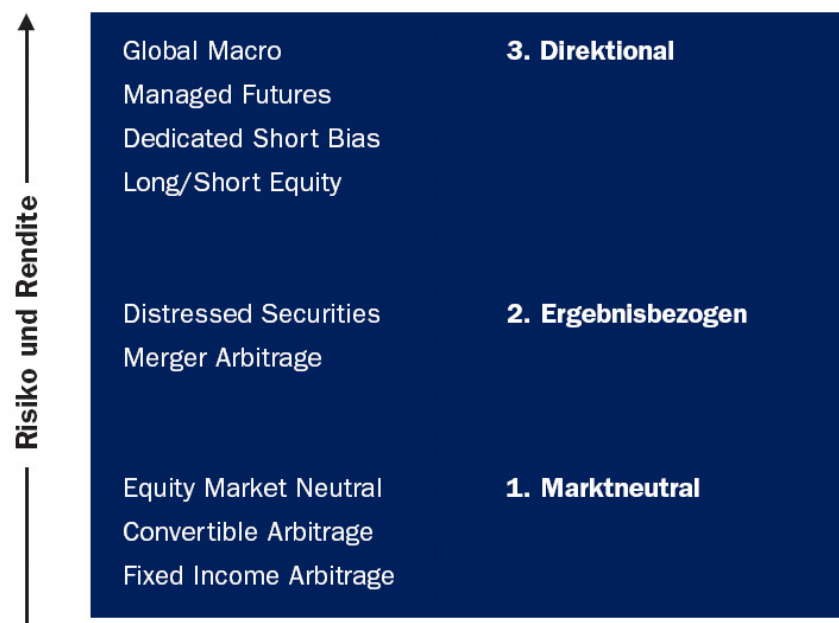 Risiko und Rendite
Global Macro
3. Direktional
Managed Futures
Dedicated Short Bias
Long/Short Equity
Distressed Securities
2. Ergebnisbezogen
Merger Arbitrage
Equity Market Neutral
1. Marktneutral
Convertible Arbitrage
Fixed Income Arbitrage